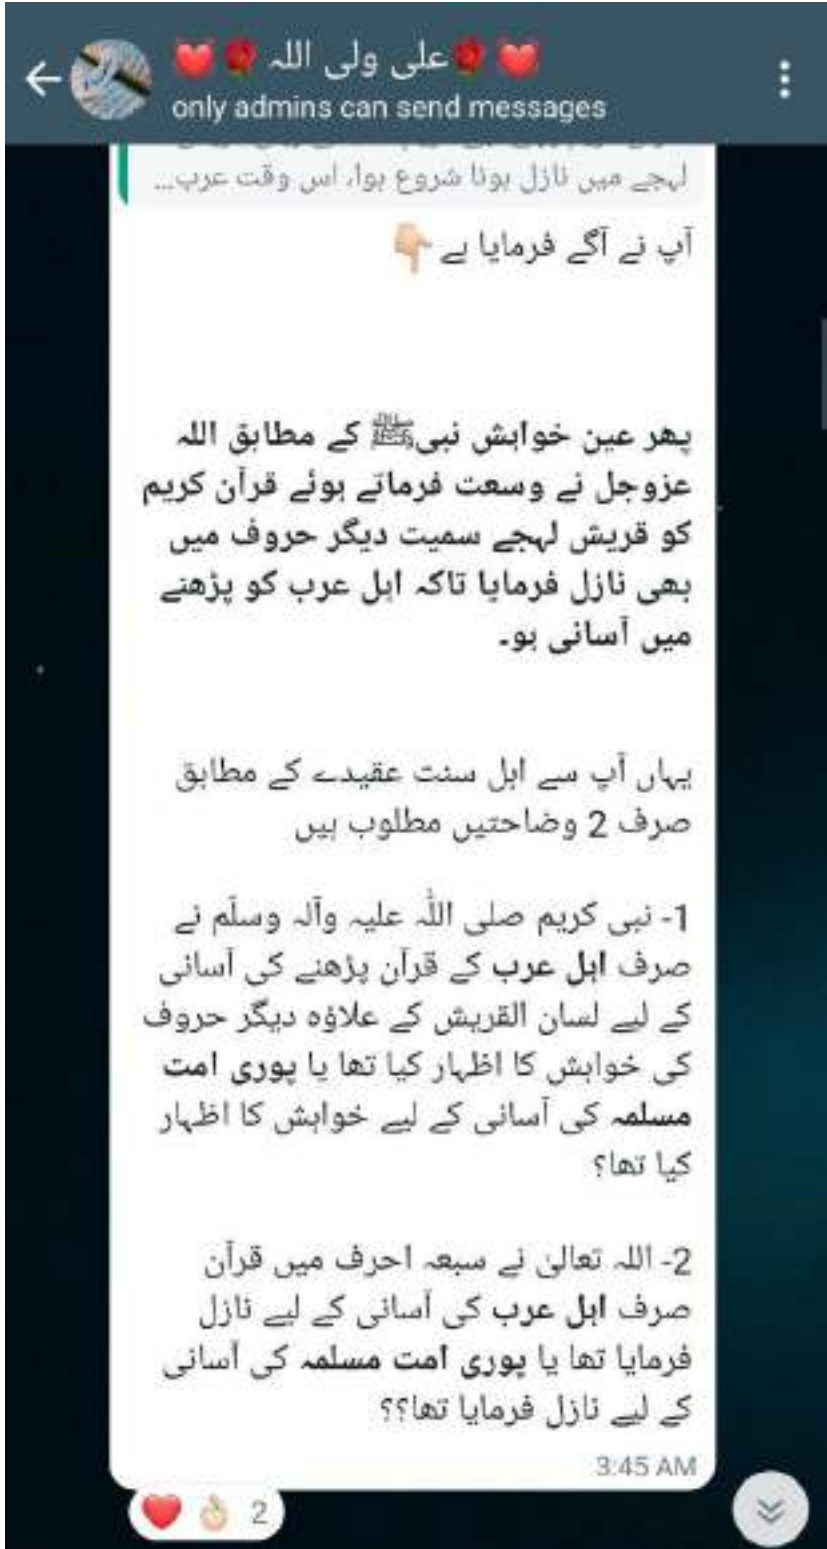 ❤️🌹علی ولی اللہ🌹❤️
only admins can send messages
لہجے میں نازل ہونا شروع ہوا، اس وقت عرب...
آپ نے آگے فرمایا ہے👇🏻
پھر عین خواہش نبیﷺ کے مطابق اللہ
عزوجل نے وسعت فرماتے ہوئے قرآن کریم
کو قریش لہجے سمیت دیگر حروف میں
بھی نازل فرمایا تاکہ اہل عرب کو پڑھنے
میں آسانی ہو۔
یہاں آپ سے اہل سنت عقیدے کے مطابق
صرف 2 وضاحتیں مطلوب ہیں
1- نبی کریم صلی اللّٰہ علیہ وآلہ وسلّم نے
صرف اہل عرب کے قرآن پڑھنے کی آسانی
کے لیے لسان القریش کے علاؤہ دیگر حروف
کی خواہش کا اظہار کیا تھا یا پوری امت
مسلمہ کی آسانی کے لیے خواہش کا اظہار
کیا تھا؟
2- اللہ تعالیٰ نے سبعہ احرف میں قرآن
صرف اہل عرب کی آسانی کے لیے نازل
فرمایا تھا یا پوری امت مسلمہ کی آسانی
کے لیے نازل فرمایا تھا؟؟
3:45 AM
❤️👌🏻 2